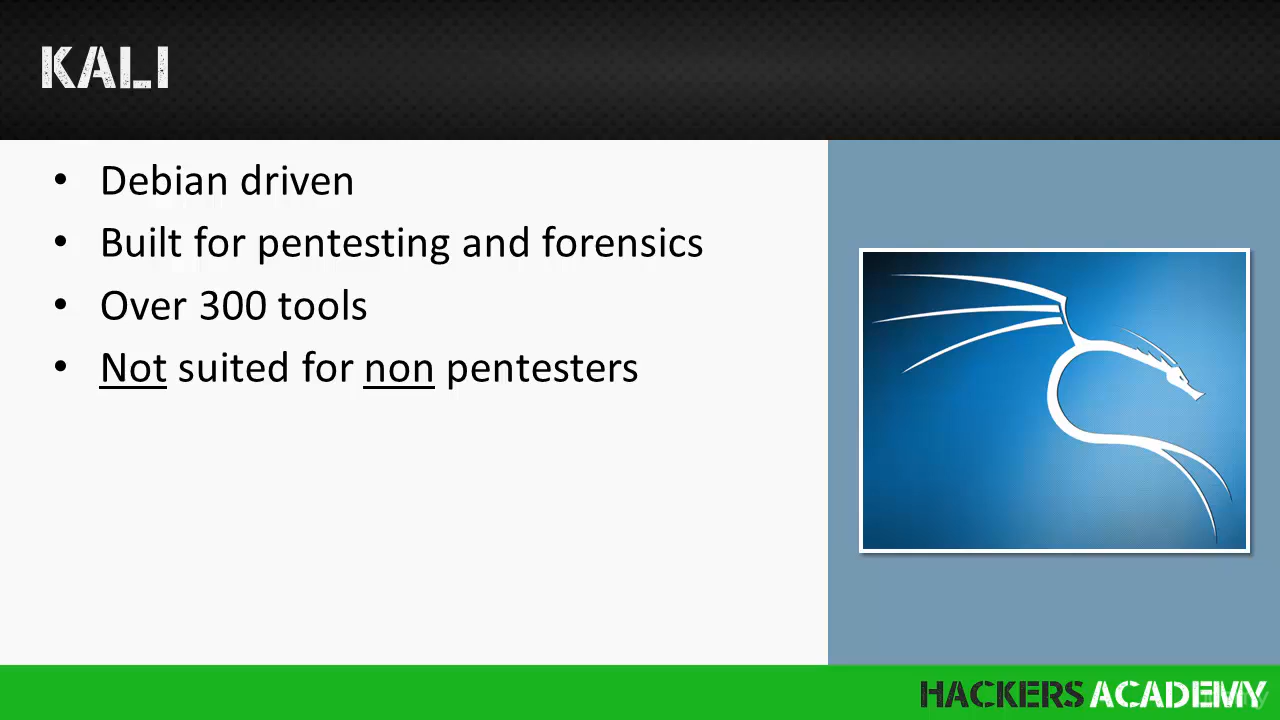 KALI
• Debian driven
• Built for pentesting and forensics
• Over 300 tools
• Not suited for non pentesters
HACKERS ACADEMY